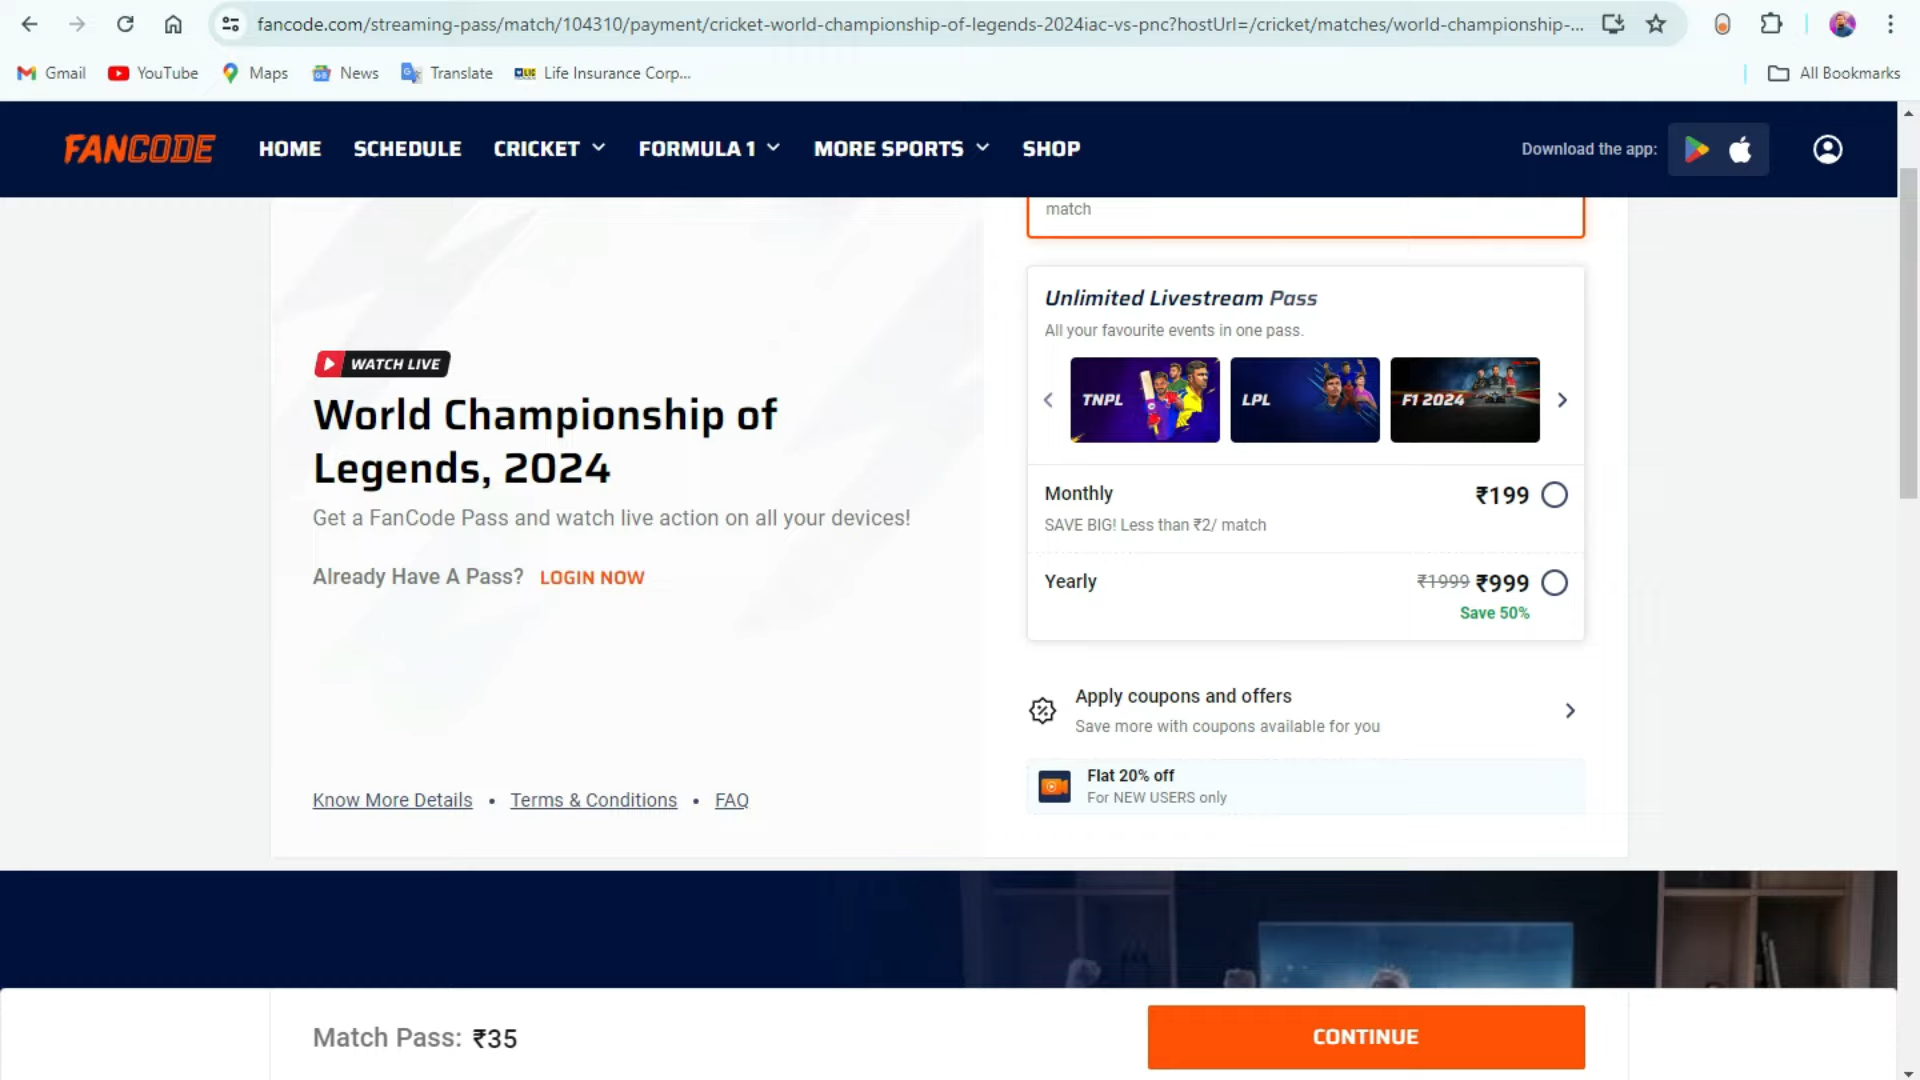 fancode.com/streaming-pass/match/104310/payment/cricket-world-championship-of-legends-2024iac-vs-pnc?hostUrl=/cricket/matches/world-championship-...
Gmail YouTube Maps News Translate LIC Life Insurance Corp... All Bookmarks
FANCODE HOME SCHEDULE CRICKET FORMULA 1 MORE SPORTS SHOP Download the app:
match
Unlimited Livestream Pass
All your favourite events in one pass.
TNPL LPL F1 2024
WATCH LIVE
World Championship of
Legends, 2024
Get a FanCode Pass and watch live action on all your devices!
Already Have A Pass? LOGIN NOW
Monthly ₹199
SAVE BIG! Less than ₹2/ match
Yearly ₹1999 ₹999
Save 50%
Apply coupons and offers
Save more with coupons available for you
Flat 20% off
For NEW USERS only
Know More Details • Terms & Conditions • FAQ
Match Pass: ₹35
CONTINUE